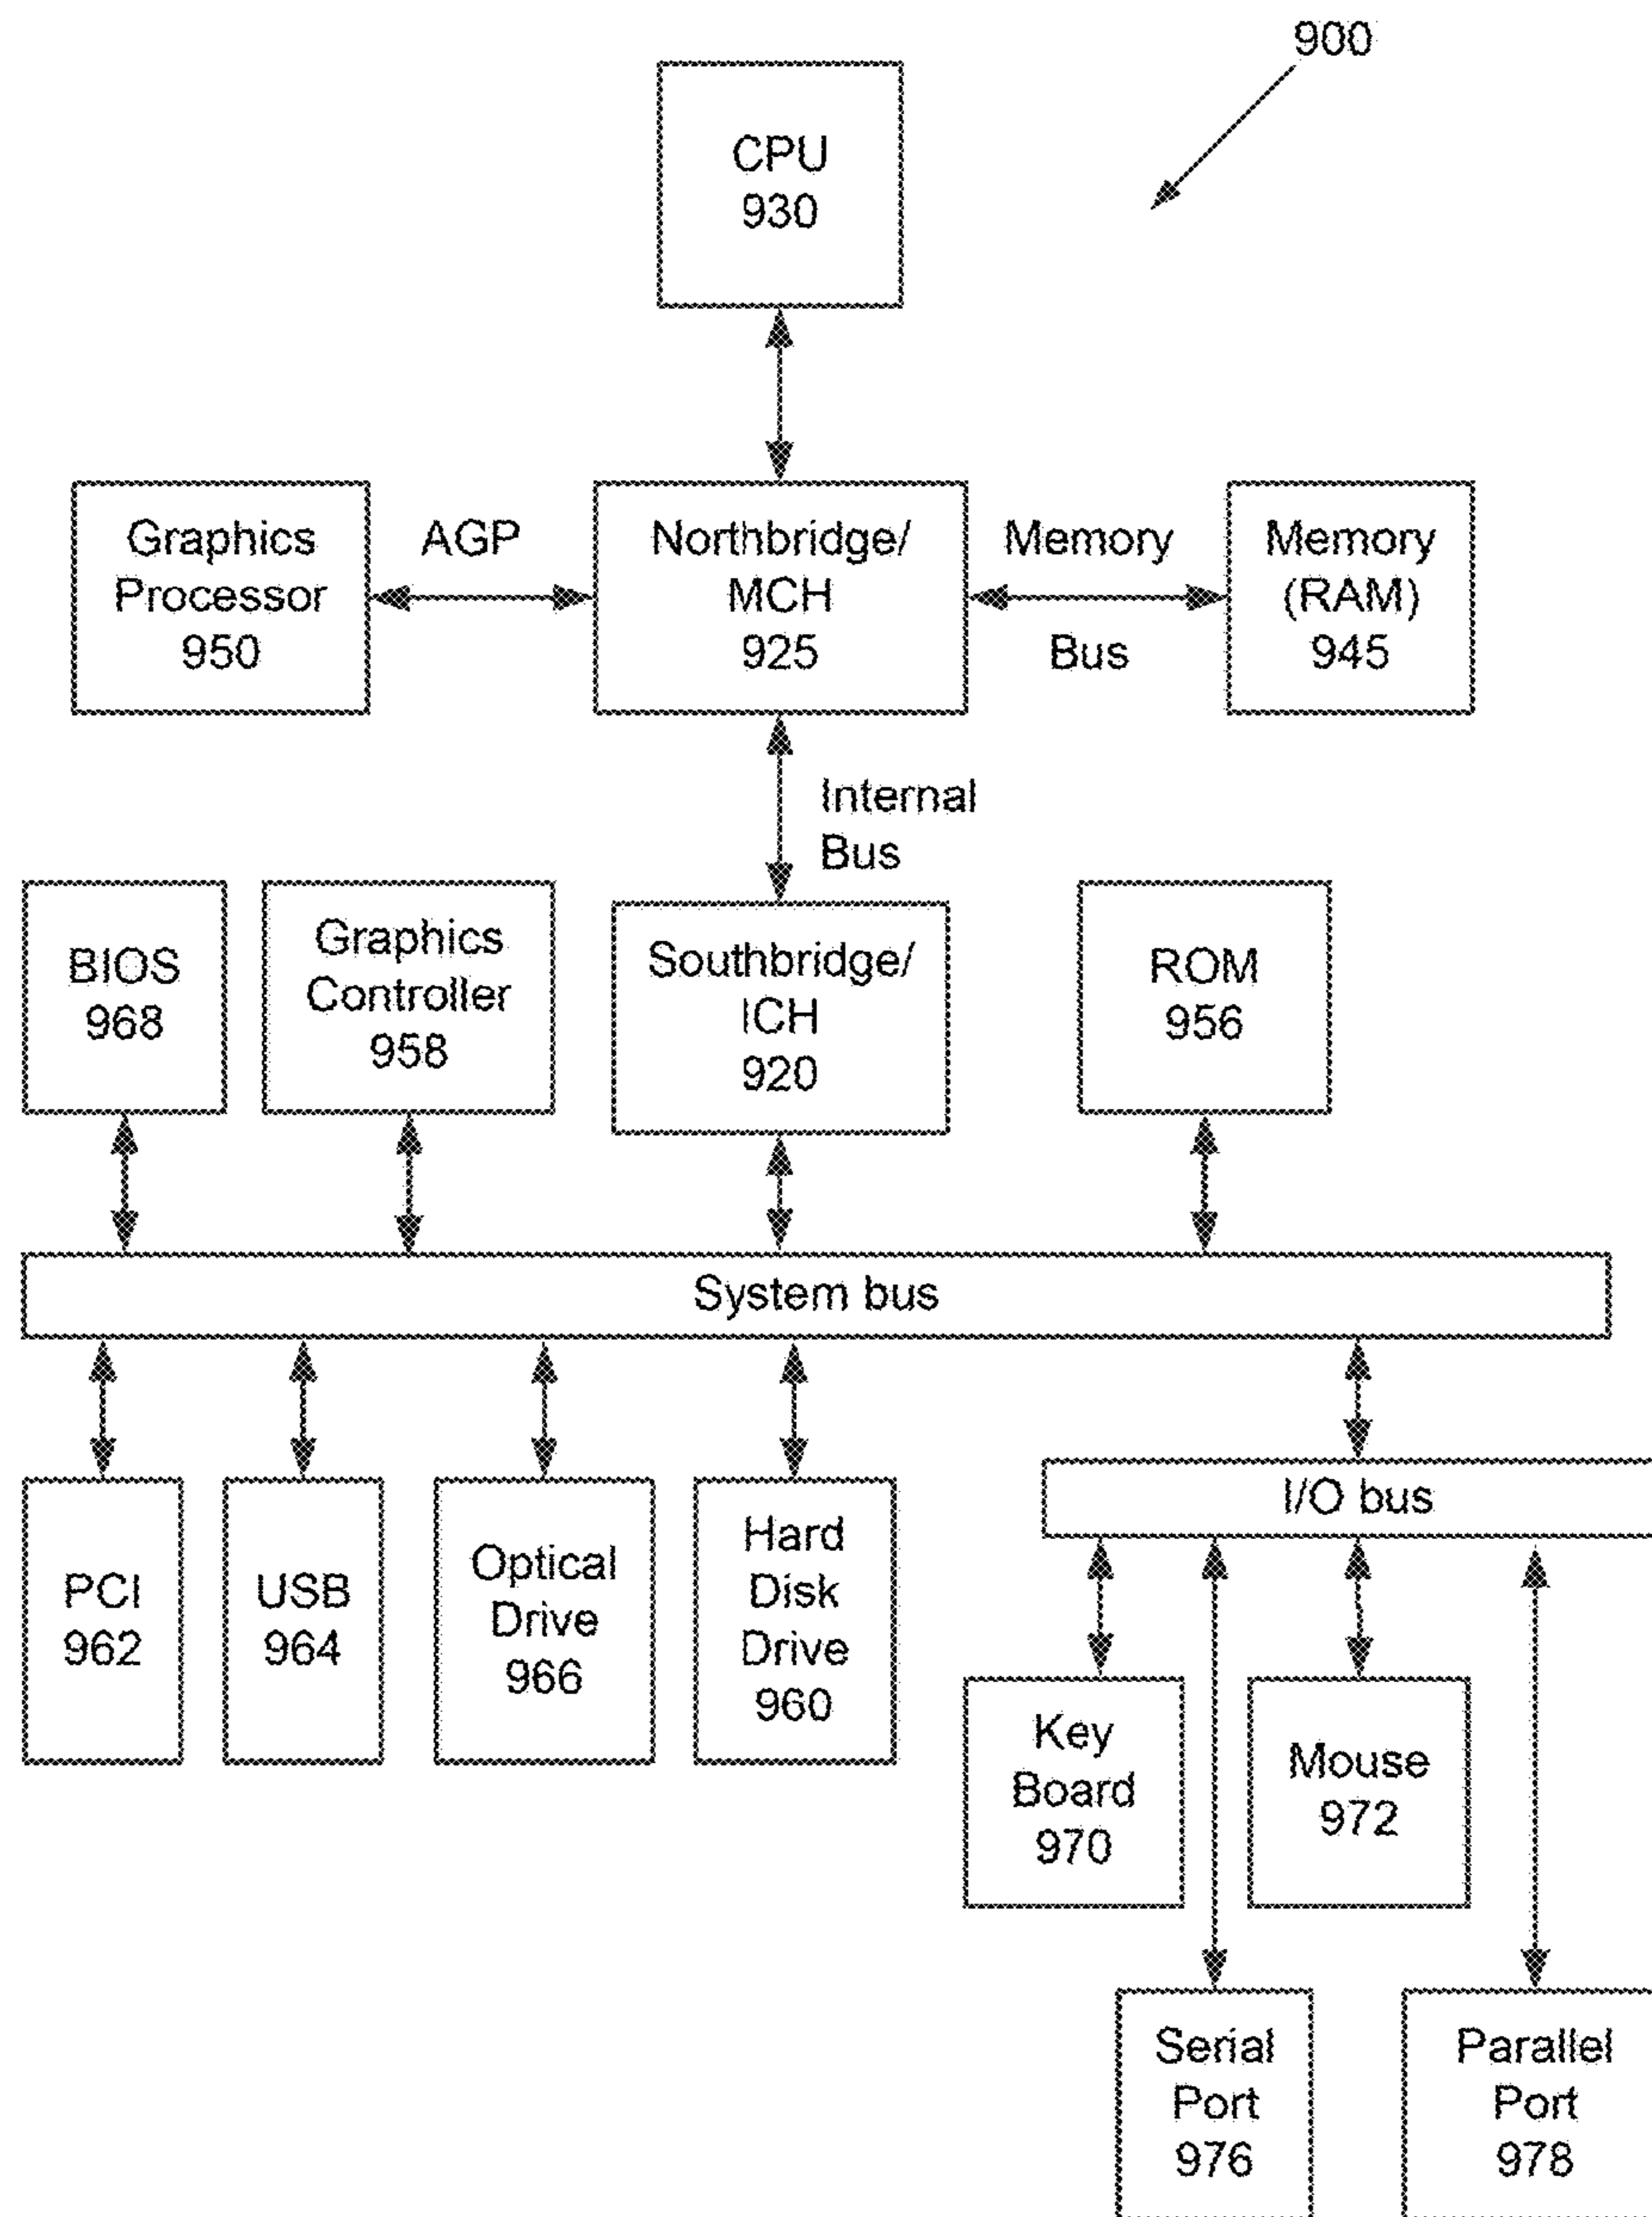 900
CPU
930
Graphics
Processor
950
AGP
Northbridge/
MCH
925
Memory
Bus
Memory
(RAM)
945
Internal
Bus
BIOS
968
Graphics
Controller
958
Southbridge/
ICH
920
ROM
956
System bus
PCI
962
USB
964
Optical
Drive
966
Hard
Disk
Drive
960
I/O bus
Key
Board
970
Mouse
972
Serial
Port
976
Parallel
Port
978